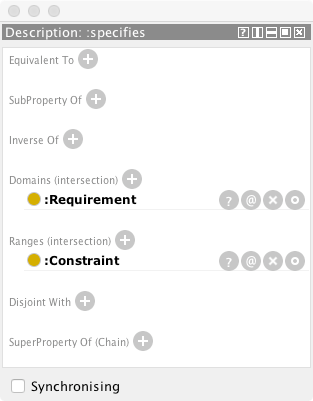 Description: :specifies
Equivalent To
SubProperty Of
Inverse Of
Domains (intersection)
:Requirement ? @
Ranges (intersection)
:Constraint ? @
Disjoint With
SuperProperty Of (Chain)
Synchronising